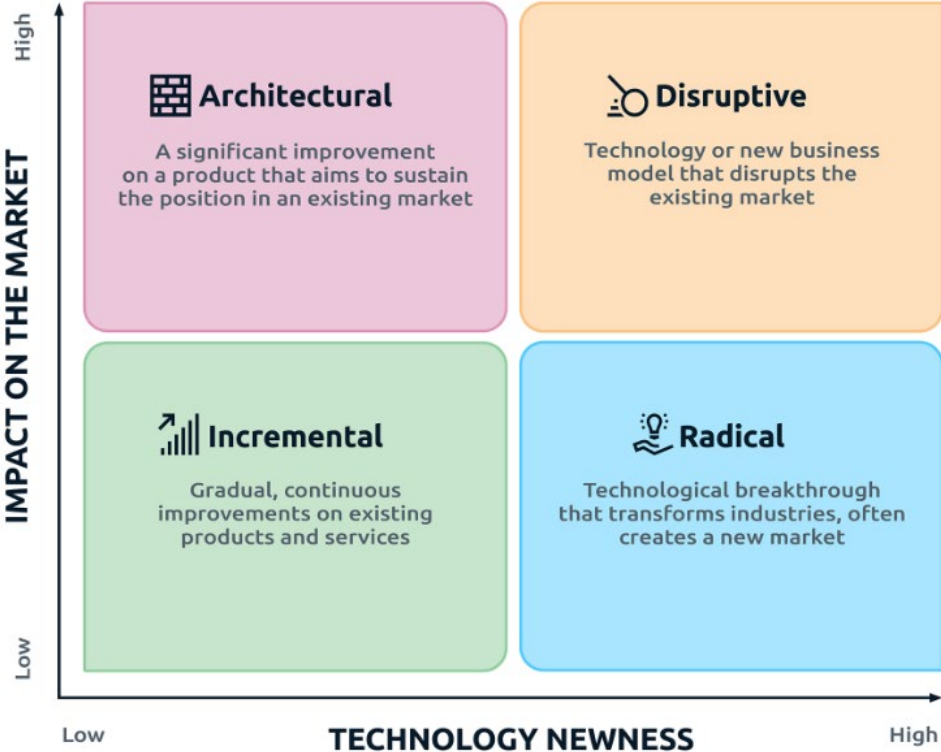 High
IMPACT ON THE MARKET
Low
Architectural
A significant improvement
on a product that aims to sustain
the position in an existing market
Disruptive
Technology or new business
model that disrupts the
existing market
Incremental
Gradual, continuous
improvements on existing
products and services
Radical
Technological breakthrough
that transforms industries, often
creates a new market
Low
TECHNOLOGY NEWNESS
High